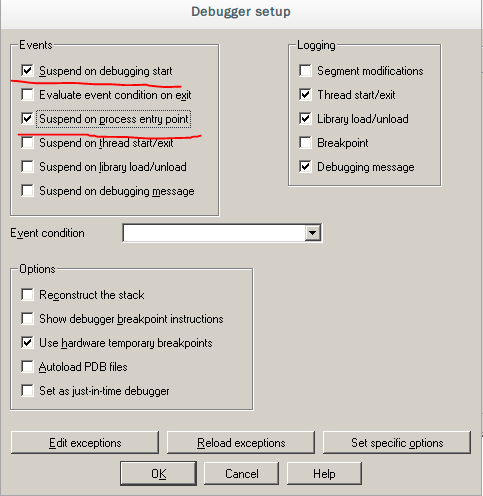 Debugger setup
Events
Suspend on debugging start
Evaluate event condition on exit
Suspend on process entry point
Suspend on thread start/exit
Suspend on library load/unload
Suspend on debugging message
Logging
Segment modifications
Thread start/exit
Library load/unload
Breakpoint
Debugging message
Event condition
Options
Reconstruct the stack
Show debugger breakpoint instructions
Use hardware temporary breakpoints
Autoload PDB files
Set as just-in-time debugger
Edit exceptions
Reload exceptions
Set specific options
OK
Cancel
Help